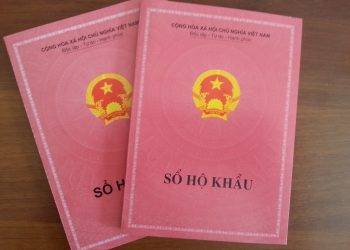 CỘNG HÒA XÃ HỘI CHỦ NGHĨA VIỆT NAM
Độc lập - Tự do - Hạnh phúc
SỔ H
CỘNG HÒA XÃ HỘI CHỦ NGHĨA VIỆT NAM
Độc lập - Tự do - Hạnh phúc
SỔ HỘ KHẨU